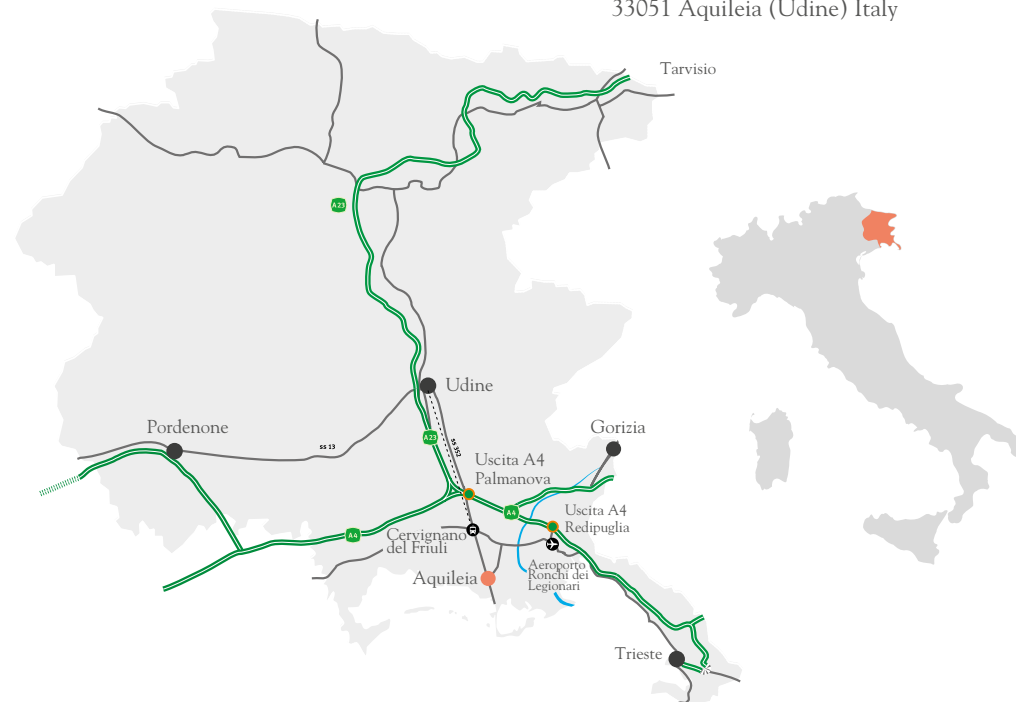 33051 Aquileia (Udine) Italy
Tarvisio
A23
Udine
Pordenone
ss 13
A23
ss 352
Gorizia
Uscita A4
Palmanova
A4
Uscita A4
Redipuglia
A4
Cervignano
del Friuli
Aeroporto
Ronchi dei
Legionari
Aquileia
Trieste